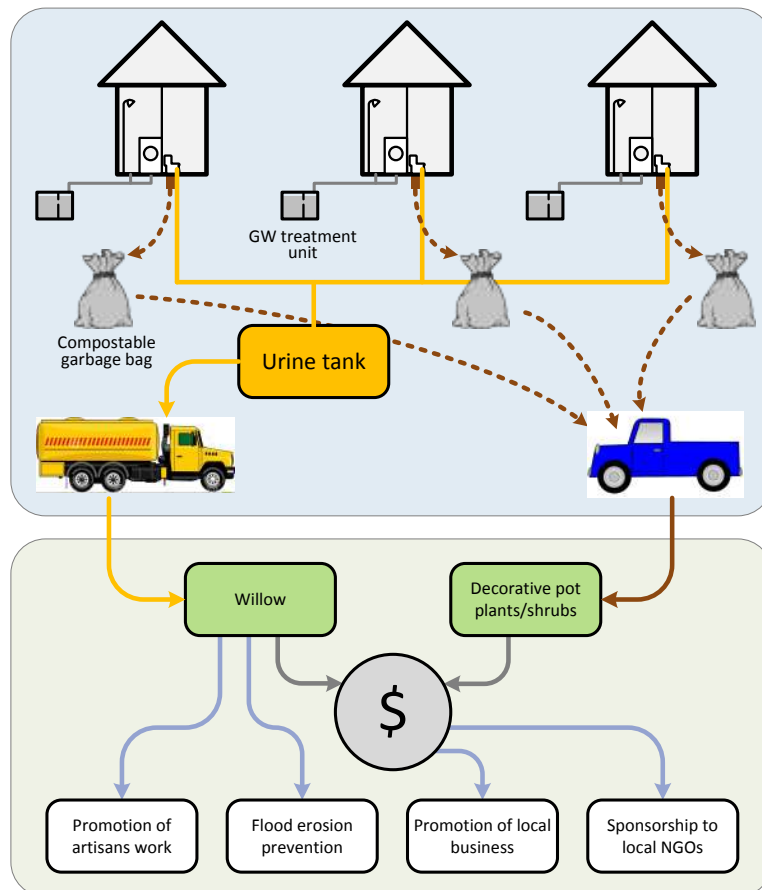 GW treatment
unit
Compostable
garbage bag
Urine tank
Willow
Decorative pot
plants/shrubs
$
Promotion of
artisans work
Flood erosion
prevention
Promotion of local
business
Sponsorship to
local NGOs